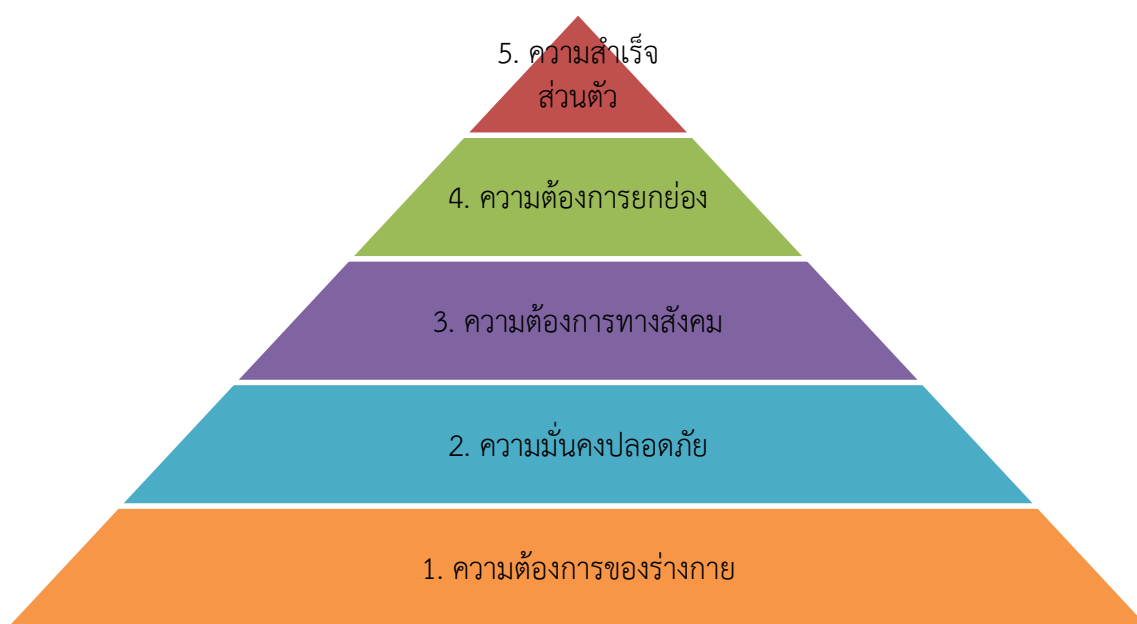 5. ความสำเร็จ
ส่วนตัว
4. ความต้องการยกย่อง
3. ความต้องการทางสังคม
2. ความมั่นคงปลอดภัย
1. ความต้องการของร่างกาย